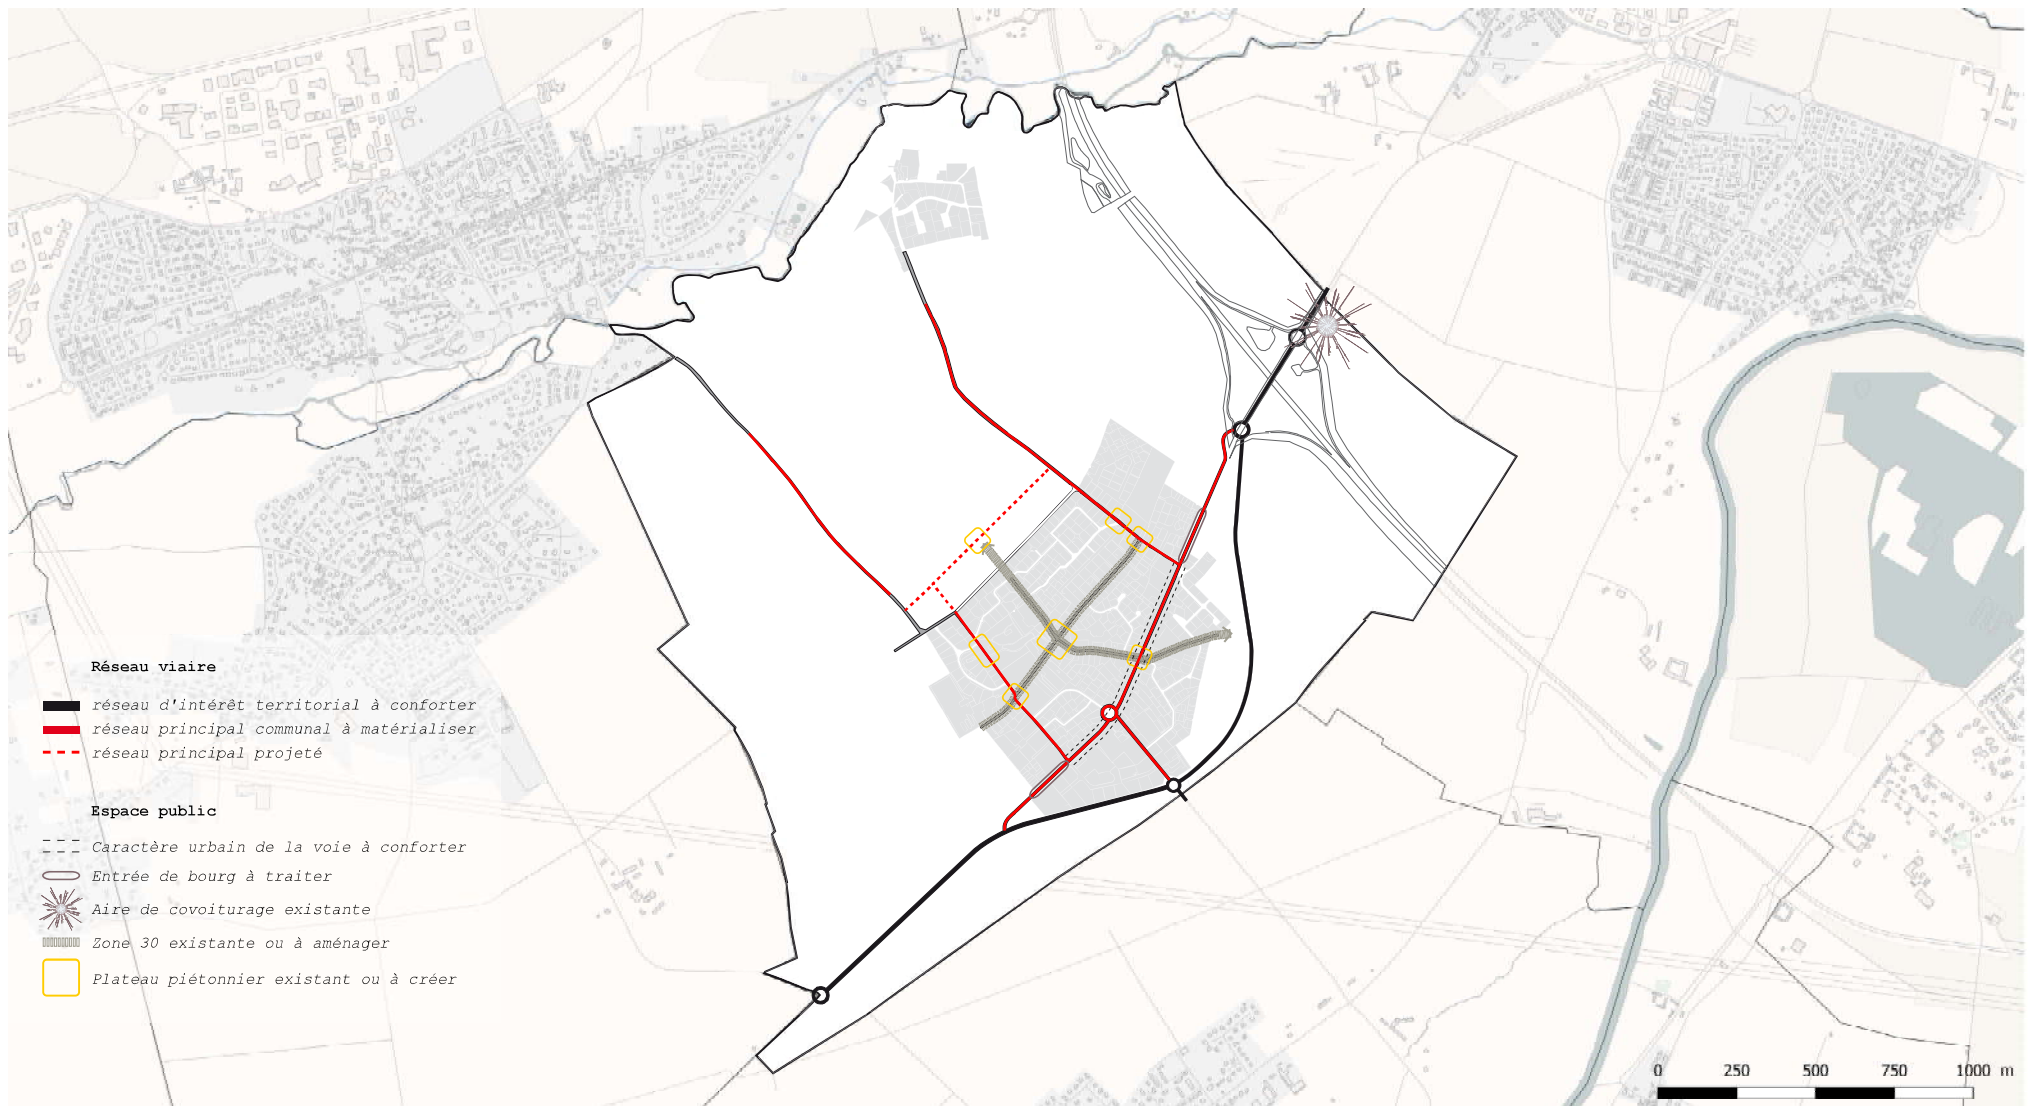 Réseau viaire
réseau d'intérêt territorial à conforter
réseau principal communal à matérialiser
réseau principal projeté
Espace public
Caractère urbain de la voie à conforter
Entrée de bourg à traiter
Aire de covoiturage existante
Zone 30 existante ou à aménager
Plateau piétonnier existant ou à créer
0 250 500 750 1000 m